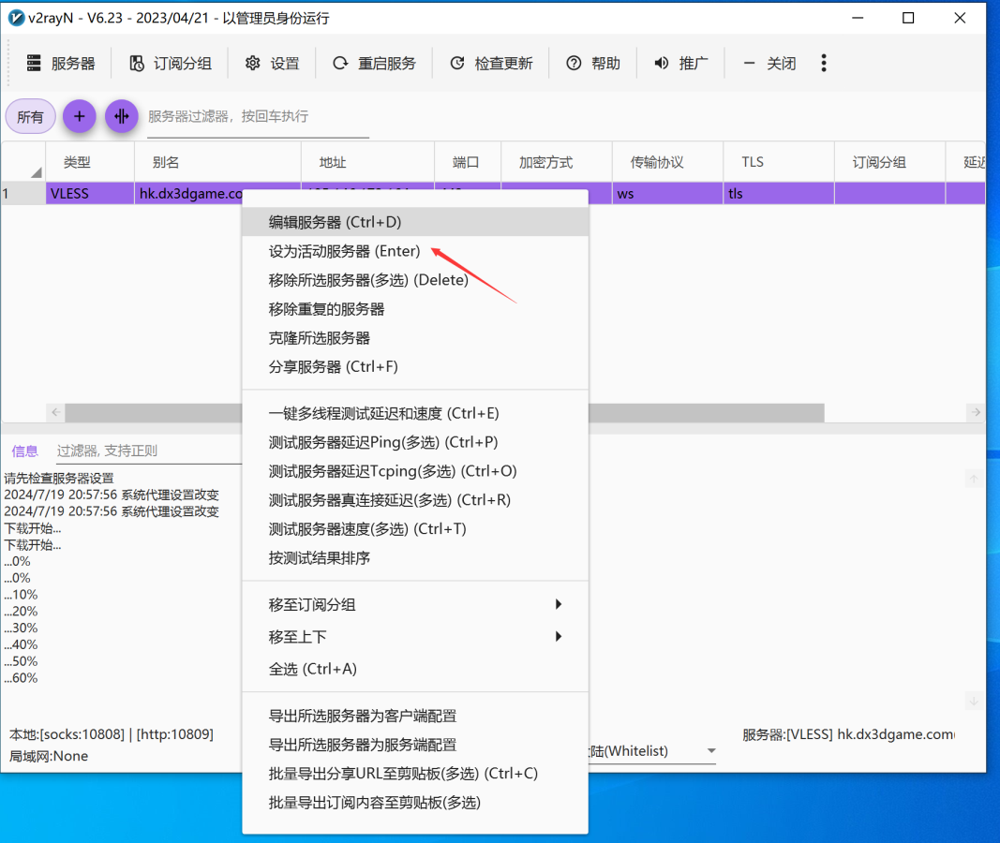 v2rayN - V6.23 - 2023/04/21 - 以管理员身份运行
服务器 订阅分组 设置 重启服务 检查更新 帮助 推广 关闭
所有 服务器过滤器，按回车执行
类型 别名 地址 端口 加密方式 传输协议 TLS 订阅分组 延迟
1 VLESS hk.dx3dgame.co ws tls
编辑服务器 (Ctrl+D)
设为活动服务器 (Enter)
移除所选服务器(多选) (Delete)
移除重复的服务器
克隆所选服务器
分享服务器 (Ctrl+F)
一键多线程测试延迟和速度 (Ctrl+E)
测试服务器延迟Ping(多选) (Ctrl+P)
测试服务器延迟Tcping(多选) (Ctrl+O)
测试服务器真连接延迟(多选) (Ctrl+R)
测试服务器速度(多选) (Ctrl+T)
按测试结果排序
移至订阅分组
移至上下
全选 (Ctrl+A)
导出所选服务器为客户端配置
导出所选服务器为服务端配置
批量导出分享URL至剪贴板(多选) (Ctrl+C)
批量导出订阅内容至剪贴板(多选)
信息 过滤器, 支持正则
请先检查服务器设置
2024/7/19 20:57:56 系统代理设置改变
2024/7/19 20:57:56 系统代理设置改变
下载开始...
下载开始...
...0%
...0%
...10%
...20%
...30%
...40%
...50%
...60%
本地:[socks:10808] | [http:10809]
局域网:None
陆(Whitelist)
服务器:[VLESS] hk.dx3dgame.com